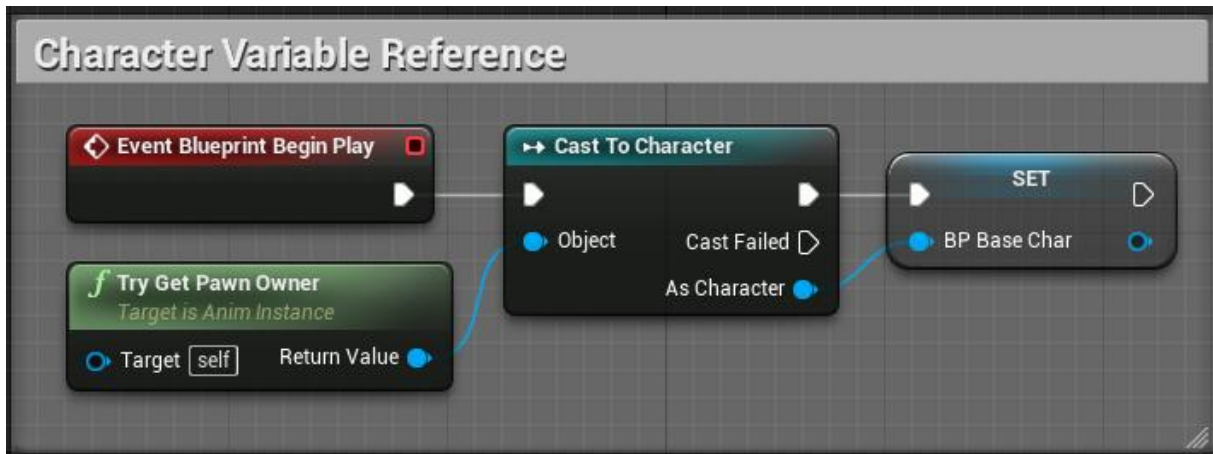 Character Variable Reference
Event Blueprint Begin Play
Cast To Character
SET
Object
Cast Failed
BP Base Char
As Character
f Try Get Pawn Owner
Target is Anim Instance
Target self
Return Value